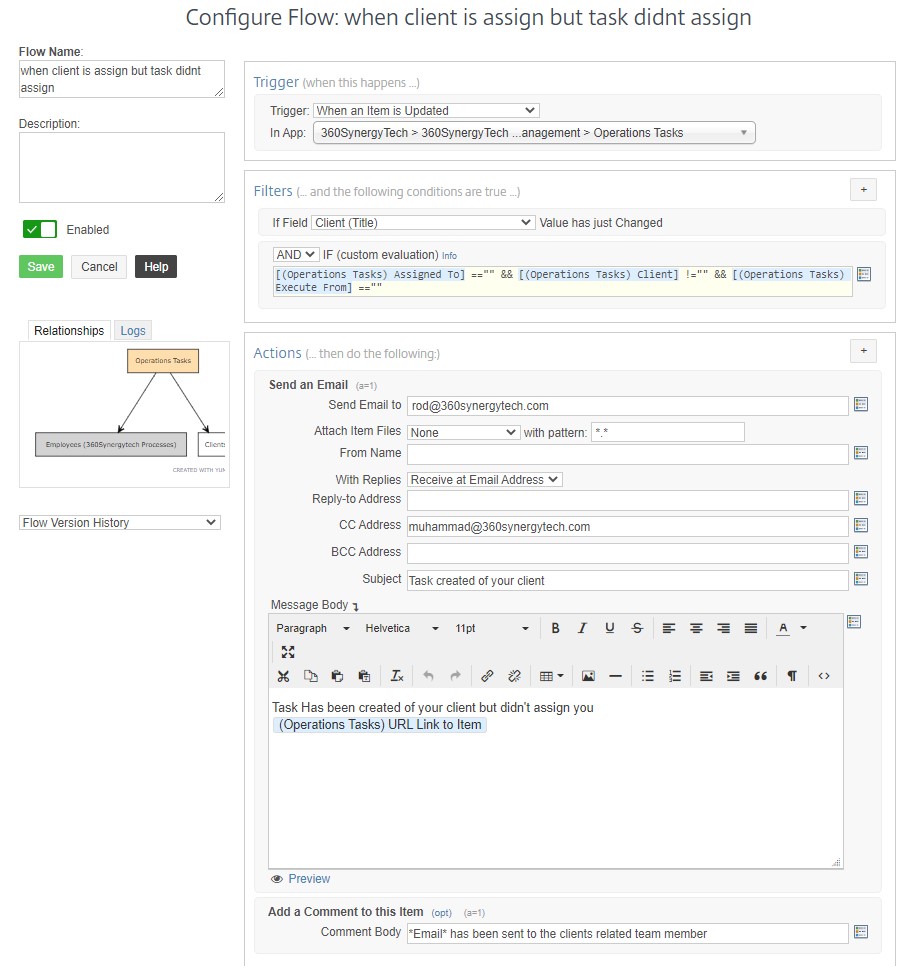 Configure Flow: when client is assign but task didnt assign
Flow Name:
when client is assign but task didnt
assign
Description:
Enabled
Save
Cancel
Help
Relationships
Logs
Operations Tasks
Employees (360Synergytech Processes)
Clients
CREATED WITH YUM
Flow Version History
Trigger (when this happens ...)
Trigger: When an Item is Updated
In App: 360SynergyTech > 360SynergyTech ...anagement > Operations Tasks
Filters (... and the following conditions are true ...)
+
If Field Client (Title) Value has just Changed
AND IF (custom evaluation) Info
[(Operations Tasks) Assigned To] =="" && [(Operations Tasks) Client] !="" && [(Operations Tasks)
Execute From] ==""
Actions (... then do the following:)
+
Send an Email (a=1)
Send Email to rod@360synergytech.com
Attach Item Files None with pattern: *.*
From Name
With Replies Receive at Email Address
Reply-to Address
CC Address muhammad@360synergytech.com
BCC Address
Subject Task created of your client
Message Body
Paragraph Helvetica 11pt B I U S A
Task Has been created of your client but didn't assign you
(Operations Tasks) URL Link to Item
Preview
Add a Comment to this Item (opt) (a=1)
Comment Body *Email* has been sent to the clients related team member